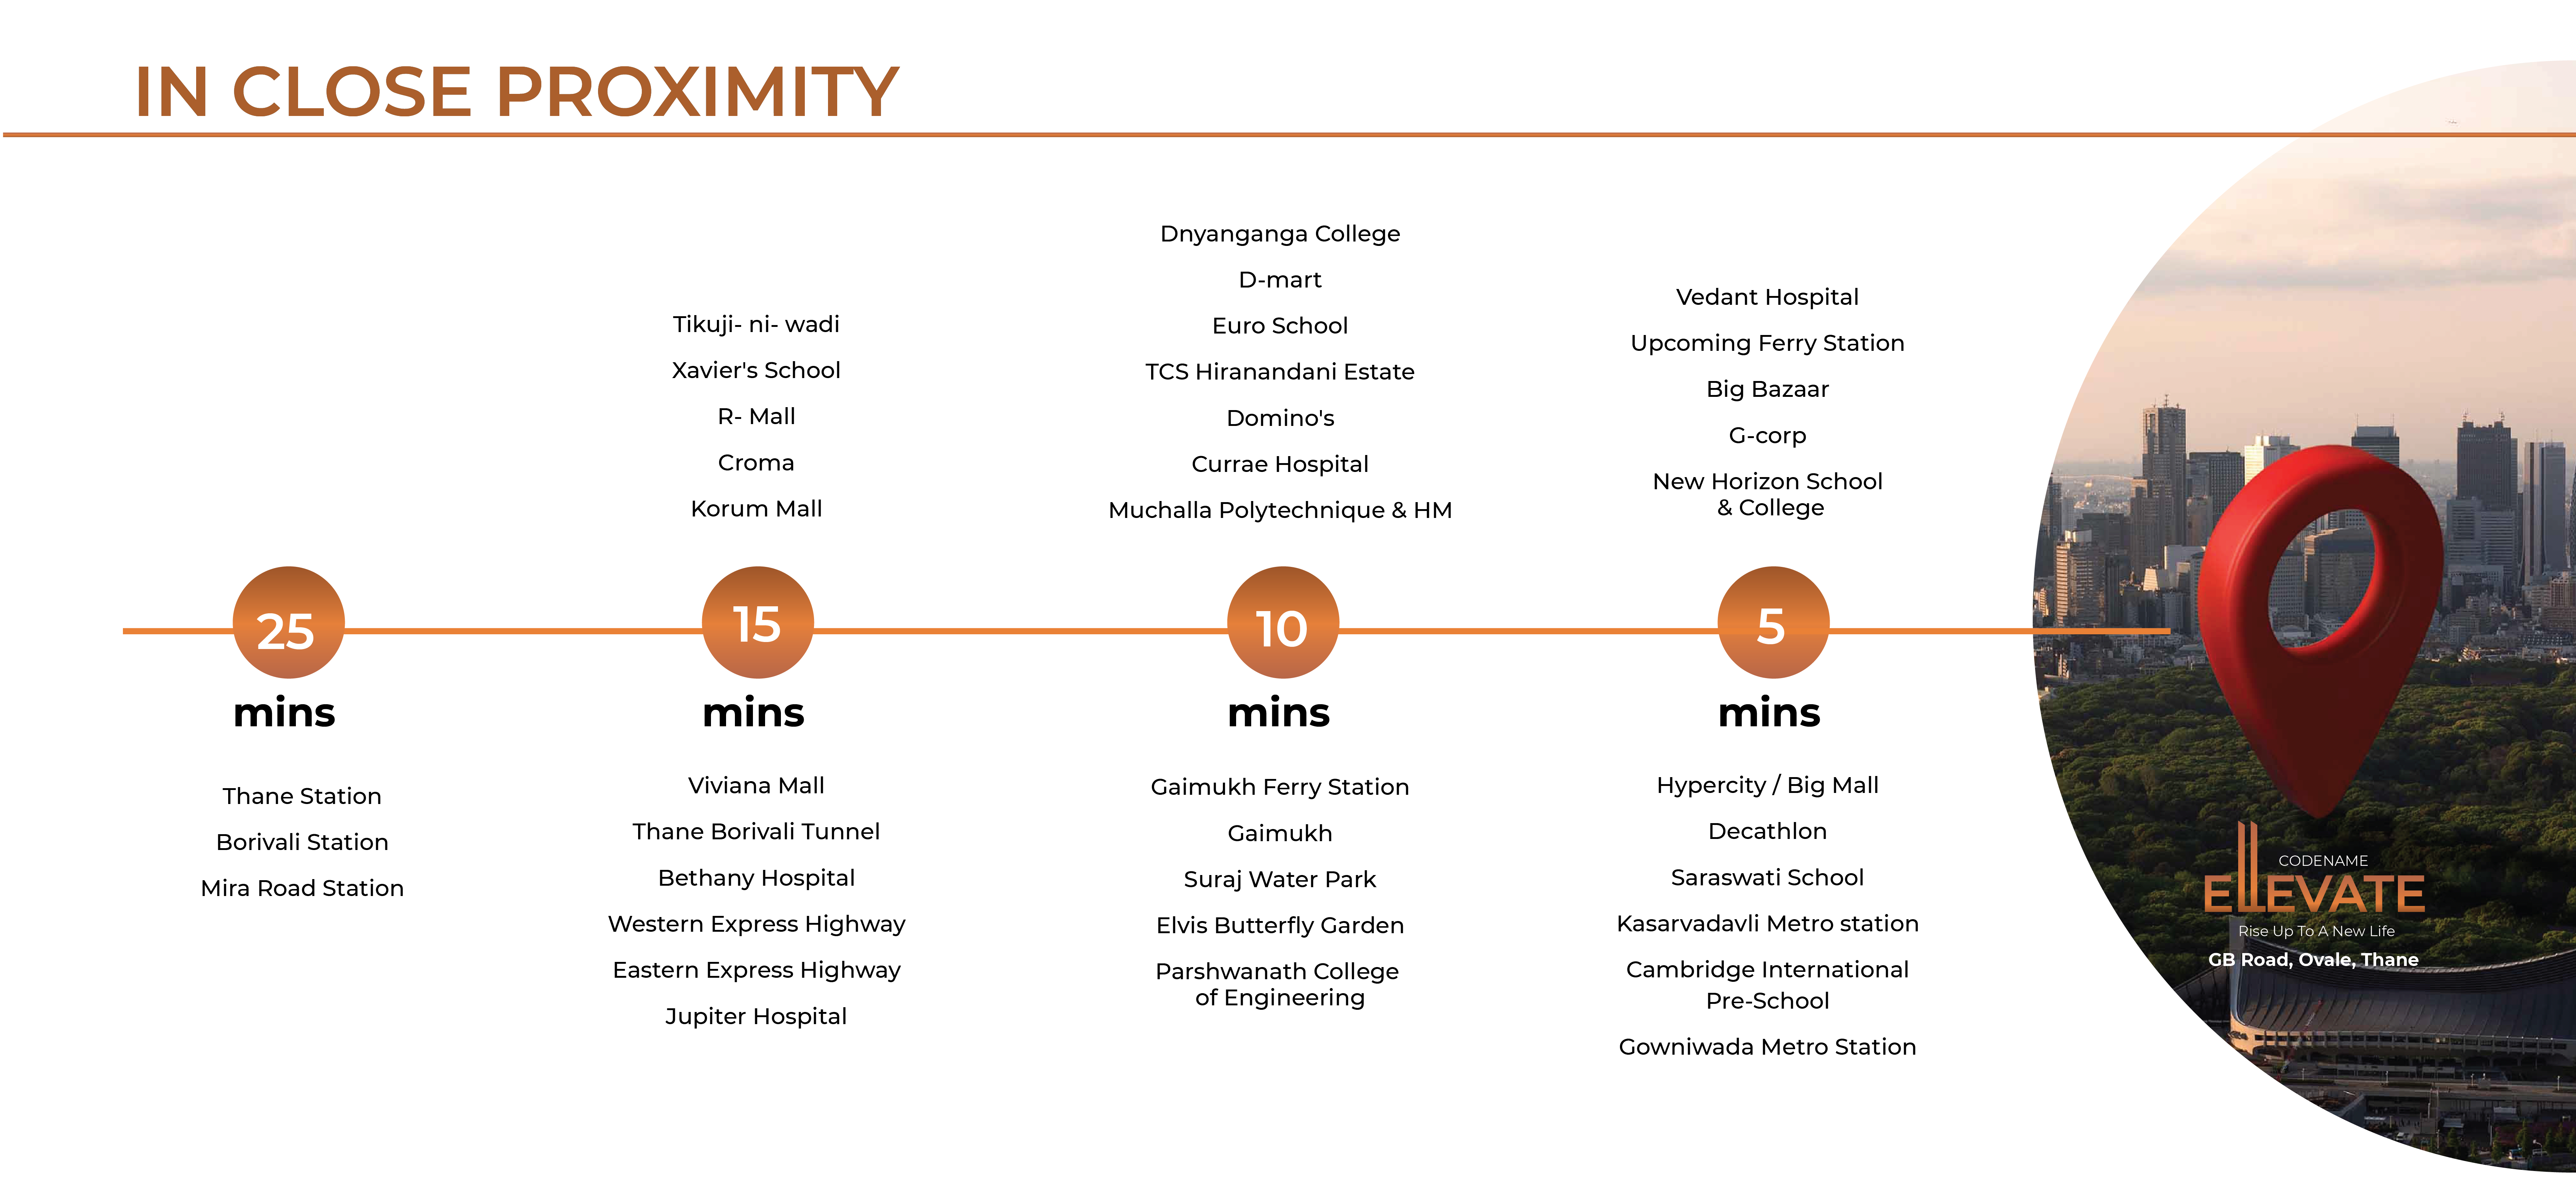 IN CLOSE PROXIMITY
25
mins
Thane Station
Borivali Station
Mira Road Station
Tikuji- ni- wadi
Xavier's School
R- Mall
Croma
Korum Mall
15
mins
Viviana Mall
Thane Borivali Tunnel
Bethany Hospital
Western Express Highway
Eastern Express Highway
Jupiter Hospital
Dnyanganga College
D-mart
Euro School
TCS Hiranandani Estate
Domino's
Currae Hospital
Muchalla Polytechnique & HM
10
mins
Gaimukh Ferry Station
Gaimukh
Suraj Water Park
Elvis Butterfly Garden
Parshwanath College
of Engineering
Vedant Hospital
Upcoming Ferry Station
Big Bazaar
G-corp
New Horizon School
& College
5
mins
Hypercity / Big Mall
Decathlon
Saraswati School
Kasarvadavli Metro station
Cambridge International
Pre-School
Gowniwada Metro Station
CODENAME
ELLEVATE
Rise Up To A New Life
GB Road, Ovale, Thane